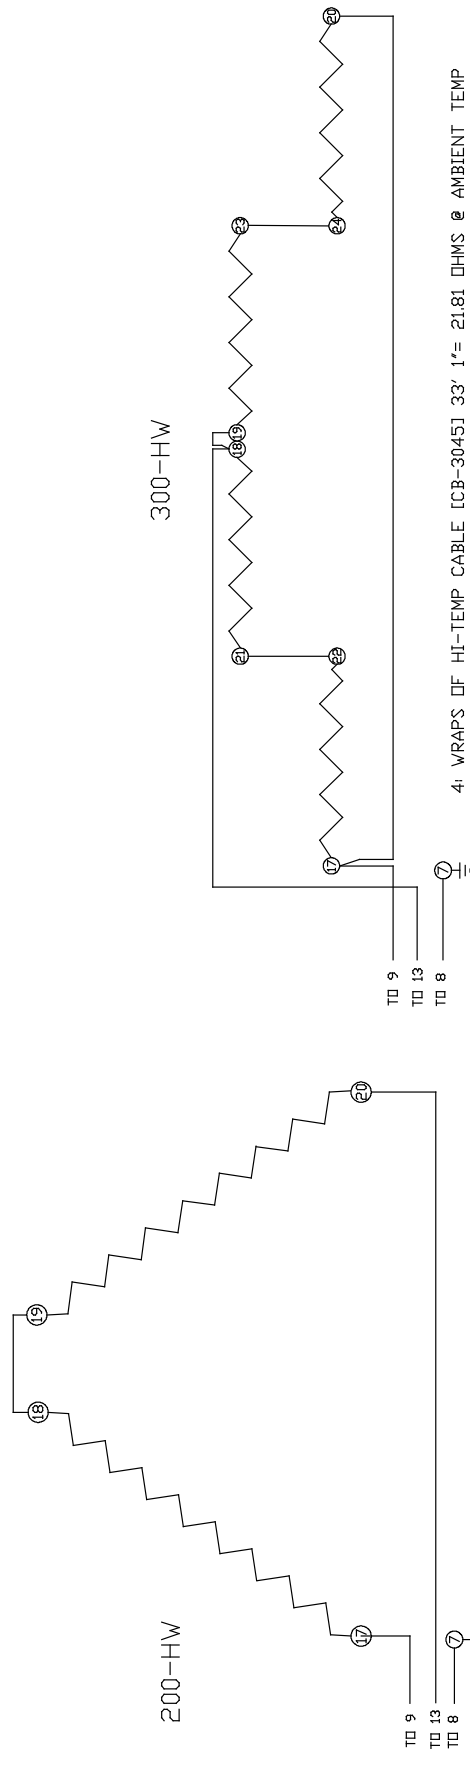 200-HW
18
19
17
20
TO 9
TO 13
TO 8
7
300-HW
21
18
19
23
17
22
24
20
TO 9
TO 13
TO 8
7
4: WRAPS OF HI-TEMP CABLE [CB-3045] 33' 1"= 21.81 OHMS @ AMBIENT TEMP